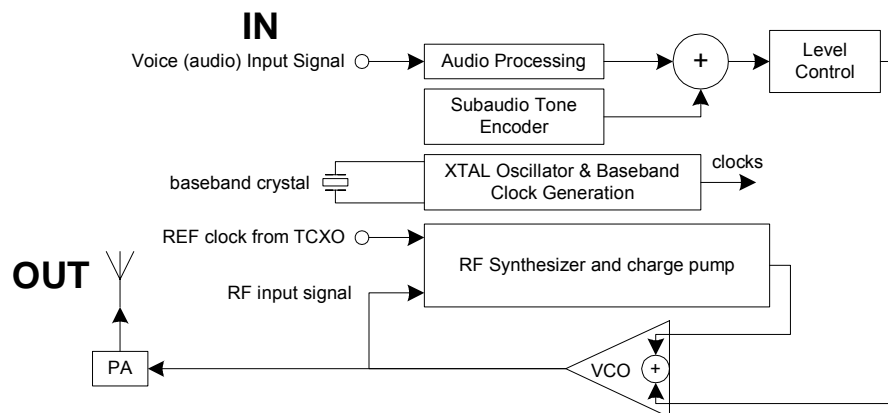 IN
Voice (audio) Input Signal
Audio Processing
+
Level
Control
Subaudio Tone
Encoder
baseband crystal
XTAL Oscillator & Baseband
Clock Generation
clocks
REF clock from TCXO
RF Synthesizer and charge pump
OUT
RF input signal
PA
VCO
+